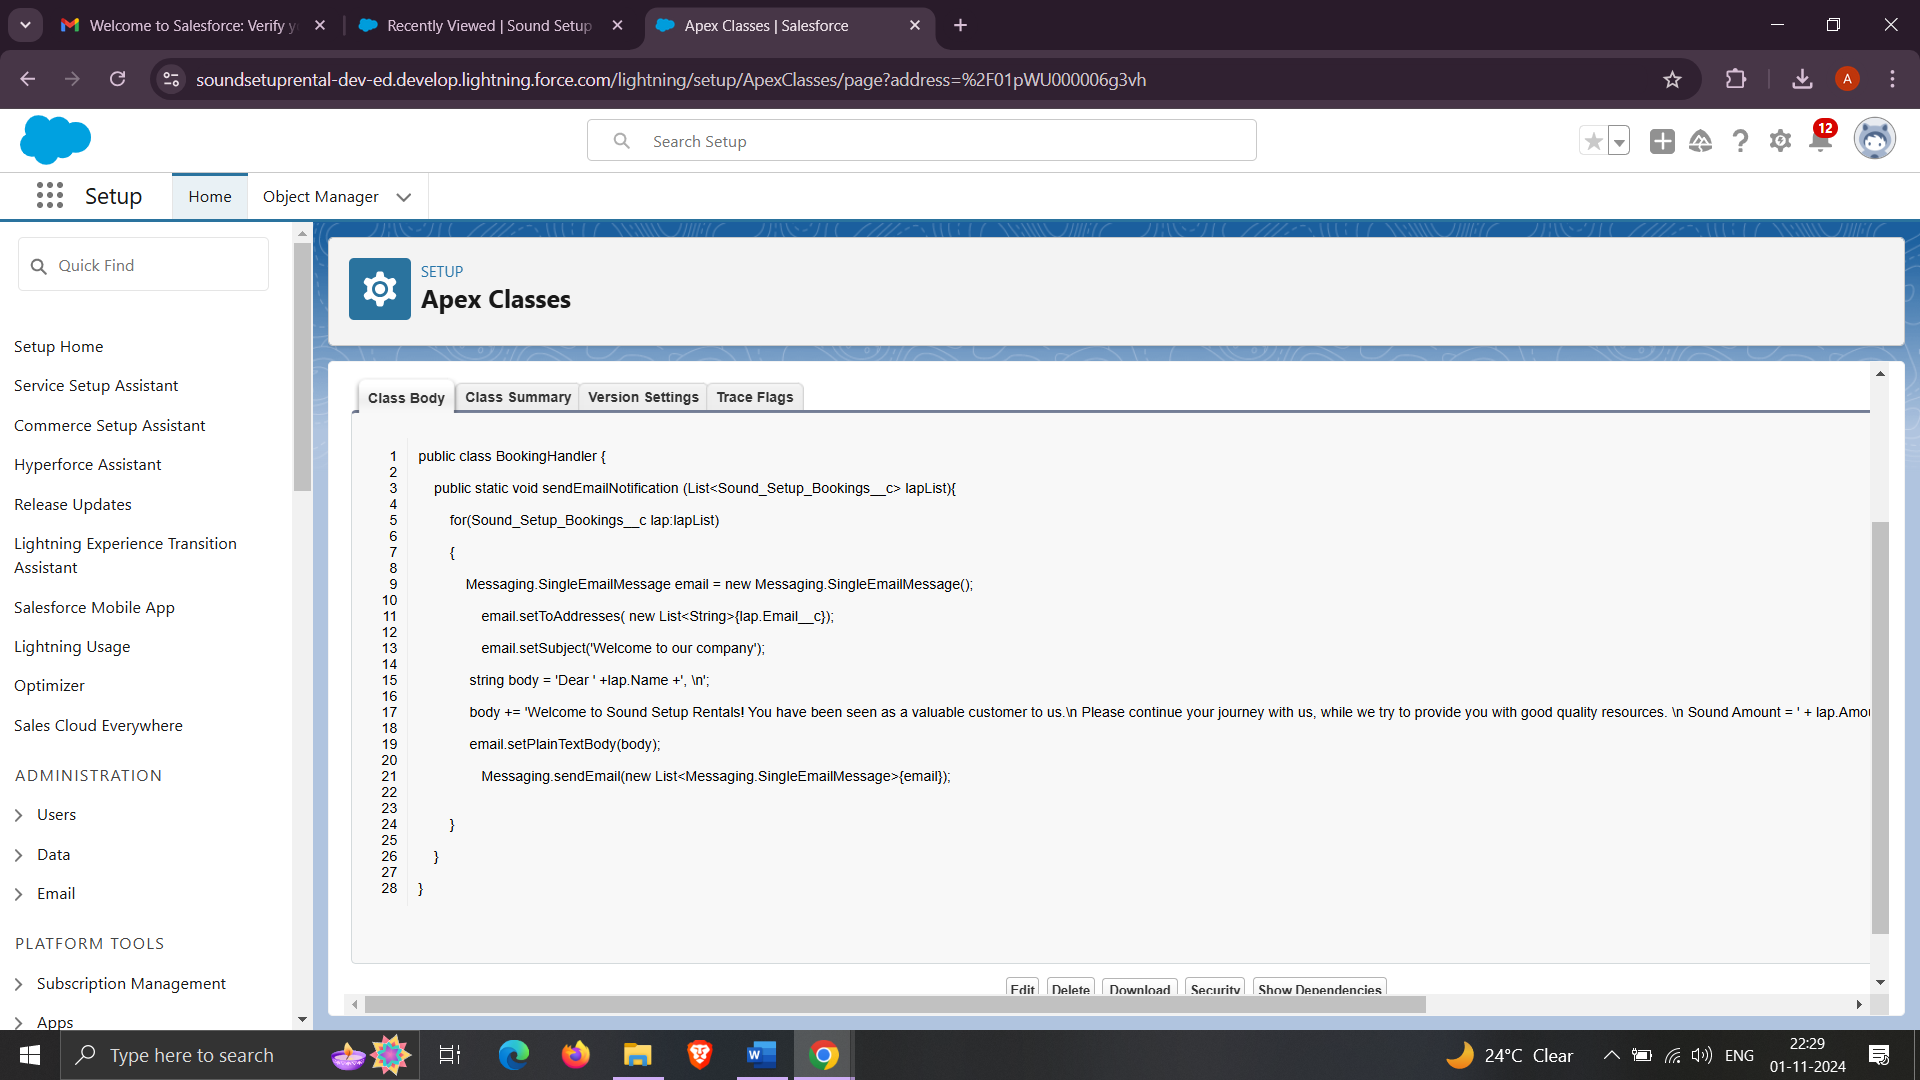 Welcome to Salesforce: Verify y
Recently Viewed | Sound Setup
Apex Classes | Salesforce
soundsetuprental-dev-ed.develop.lightning.force.com/lightning/setup/ApexClasses/page?address=%2F01pWU000006g3vh
A
Search Setup
12
Setup
Home
Object Manager
Quick Find
Setup Home
Service Setup Assistant
Commerce Setup Assistant
Hyperforce Assistant
Release Updates
Lightning Experience Transition
Assistant
Salesforce Mobile App
Lightning Usage
Optimizer
Sales Cloud Everywhere
ADMINISTRATION
Users
Data
Email
PLATFORM TOOLS
Subscription Management
Apps
SETUP
Apex Classes
Class Body
Class Summary
Version Settings
Trace Flags
1 public class BookingHandler {
2
3 public static void sendEmailNotification (List<Sound_Setup_Bookings__c> lapList){
4
5 for(Sound_Setup_Bookings__c lap:lapList)
6
7 {
8
9 Messaging.SingleEmailMessage email = new Messaging.SingleEmailMessage();
10
11 email.setToAddresses( new List<String>{lap.Email__c});
12
13 email.setSubject('Welcome to our company');
14
15 string body = 'Dear ' +lap.Name +', \n';
16
17 body += 'Welcome to Sound Setup Rentals! You have been seen as a valuable customer to us.\n Please continue your journey with us, while we try to provide you with good quality resources. \n Sound Amount = ' + lap.Amou
18
19 email.setPlainTextBody(body);
20
21 Messaging.sendEmail(new List<Messaging.SingleEmailMessage>{email});
22
23
24 }
25
26 }
27
28 }
Edit
Delete
Download
Security
Show Dependencies
Type here to search
24°C Clear
ENG
22:29
01-11-2024